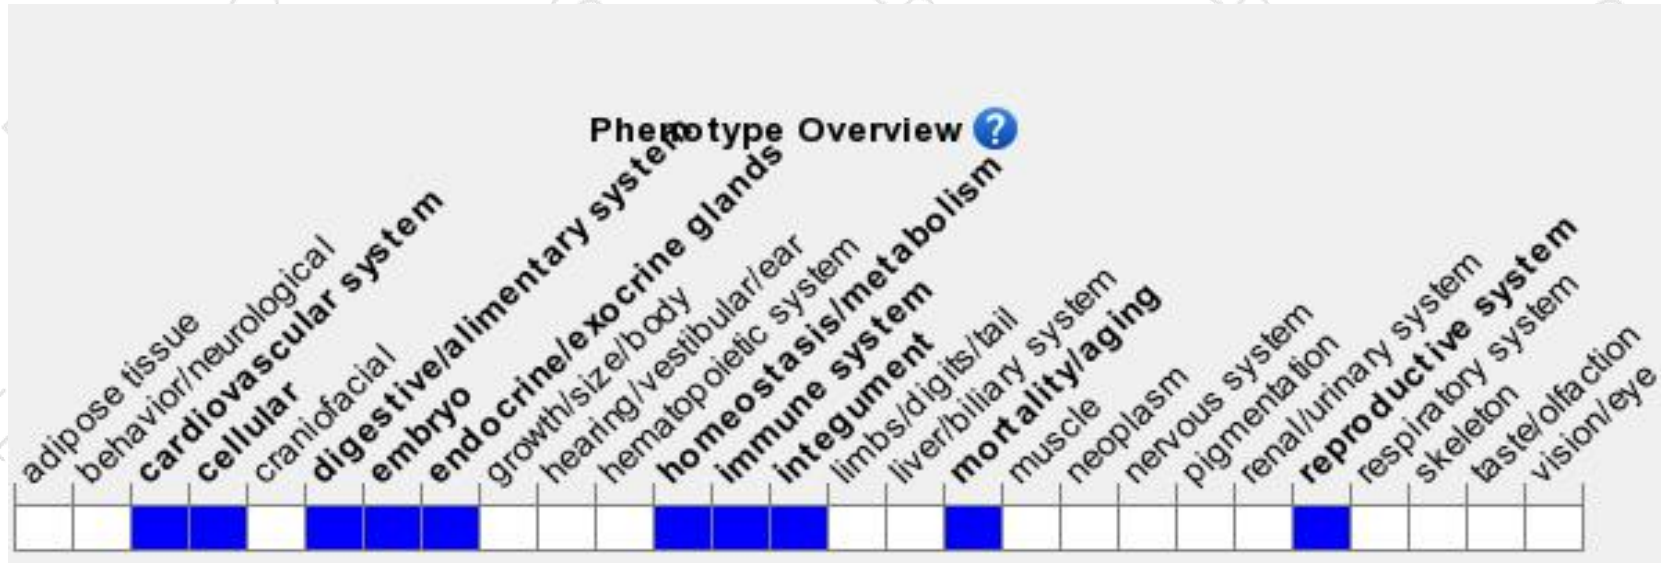 Phenotype Overview ?
adipose tissue
behavior/neurological
cardiovascular system
cellular
craniofacial
digestive/alimentary system
embryo
endocrine/exocrine glands
growth/size/body
hearing/vestibular/ear
hematopoietic system
homeostasis/metabolism
immune system
integument
limbs/digits/tail
liver/biliary system
mortality/aging
muscle
neoplasm
nervous system
pigmentation
renal/urinary system
reproductive system
respiratory system
skeleton
taste/olfaction
vision/eye